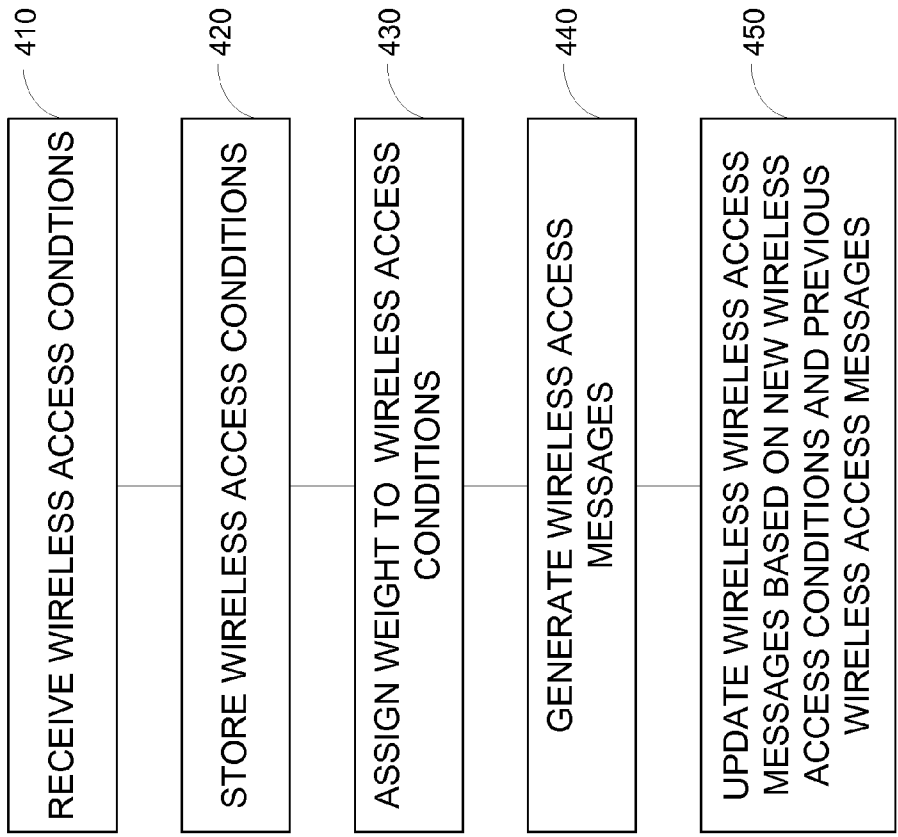 410
RECEIVE WIRELESS ACCESS CONDTIONS
420
STORE WIRELESS ACCESS CONDITIONS
430
ASSIGN WEIGHT TO WIRELESS ACCESS
CONDITIONS
440
GENERATE WIRELESS ACCESS
MESSAGES
450
UPDATE WIRELESS WIRELESS ACCESS
MESSAGES BASED ON NEW WIRELESS
ACCESS CONDITIONS AND PREVIOUS
WIRELESS ACCESS MESSAGES